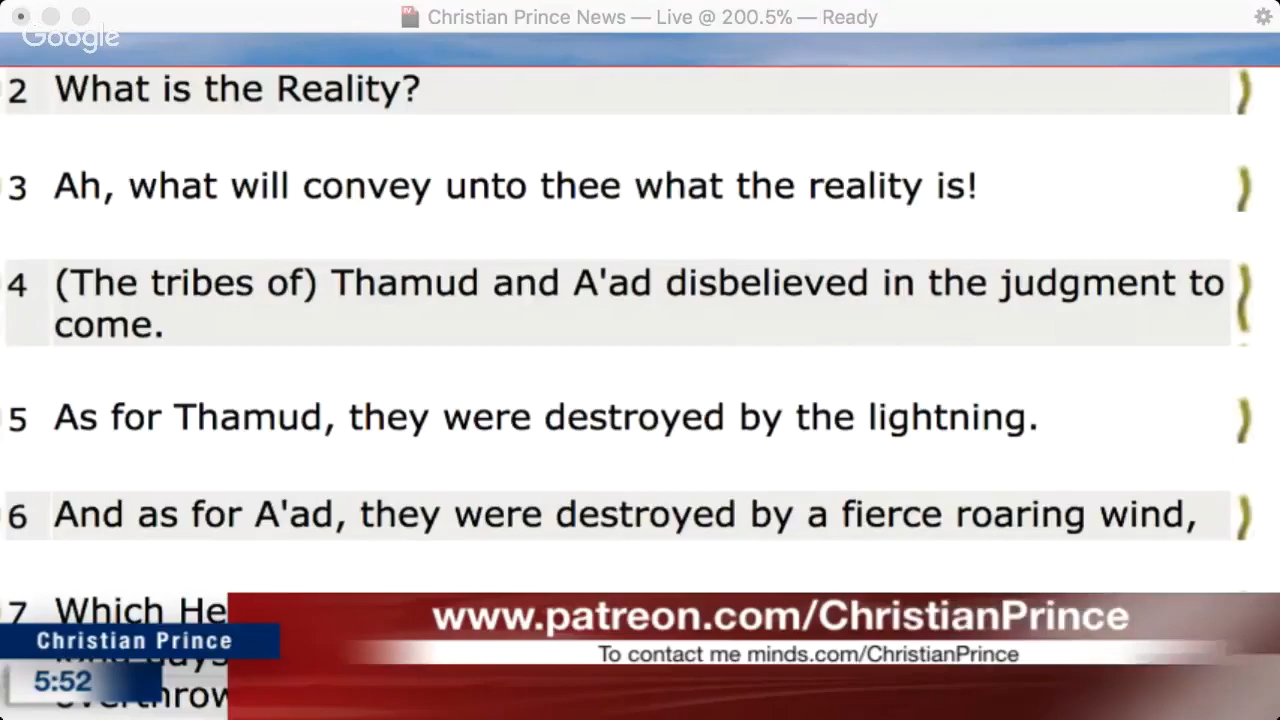 Christian Prince News — Live @ 200.5% — Ready
Google
2 What is the Reality?
3 Ah, what will convey unto thee what the reality is!
4 (The tribes of) Thamud and A'ad disbelieved in the judgment to
come.
5 As for Thamud, they were destroyed by the lightning.
6 And as for A'ad, they were destroyed by a fierce roaring wind,
7 Which He
www.patreon.com/ChristianPrince
Christian Prince
To contact me minds.com/ChristianPrince
5:52